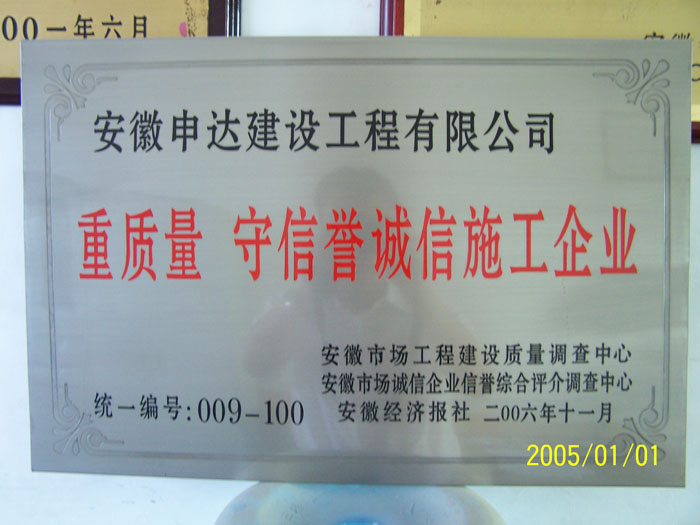 00一年六月
安徽
安徽申达建设工程有限公司
重质量 守信誉诚信施工企业
安徽市场工程建设质量调查中心
安徽市场诚信企业信誉综合评介调查中心
统一编号:009-100
安徽经济报社 二00六年十一月
2005/01/01